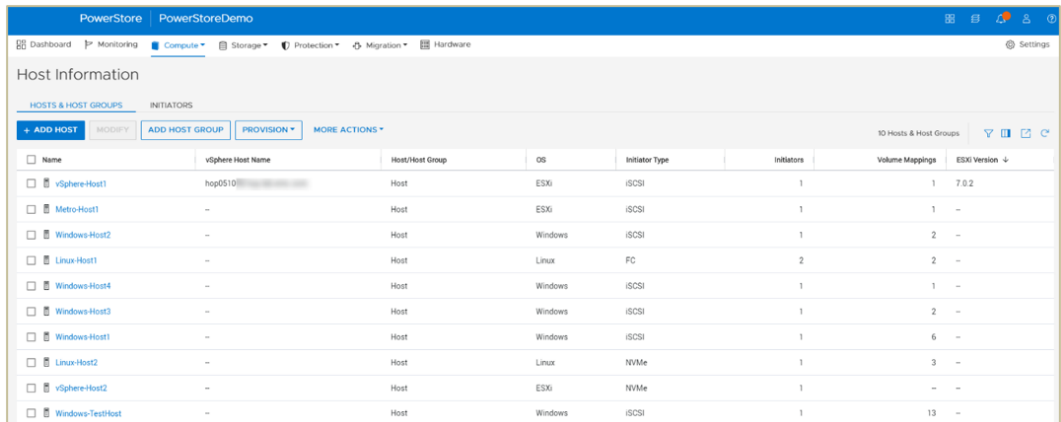 PowerStore PowerStoreDemo
Dashboard Monitoring Compute Storage Protection Migration Hardware Settings
Host Information
HOSTS & HOST GROUPS INITIATORS
+ ADD HOST MODIFY ADD HOST GROUP PROVISION MORE ACTIONS 10 Hosts & Host Groups
Name vSphere Host Name Host/Host Group OS Initiator Type Initiators Volume Mappings ESXi Version
vSphere-Host1 hop0510 Host ESXi iSCSI 1 1 7.0.2
Metro-Host1 -- Host ESXi iSCSI 1 1 --
Windows-Host2 -- Host Windows iSCSI 1 2 --
Linux-Host1 -- Host Linux FC 2 2 --
Windows-Host4 -- Host Windows iSCSI 1 1 --
Windows-Host3 -- Host Windows iSCSI 1 2 --
Windows-Host1 -- Host Windows iSCSI 1 6 --
Linux-Host2 -- Host Linux NVMe 1 3 --
vSphere-Host2 -- Host ESXi NVMe 1 -- --
Windows-TestHost -- Host Windows iSCSI 1 13 --